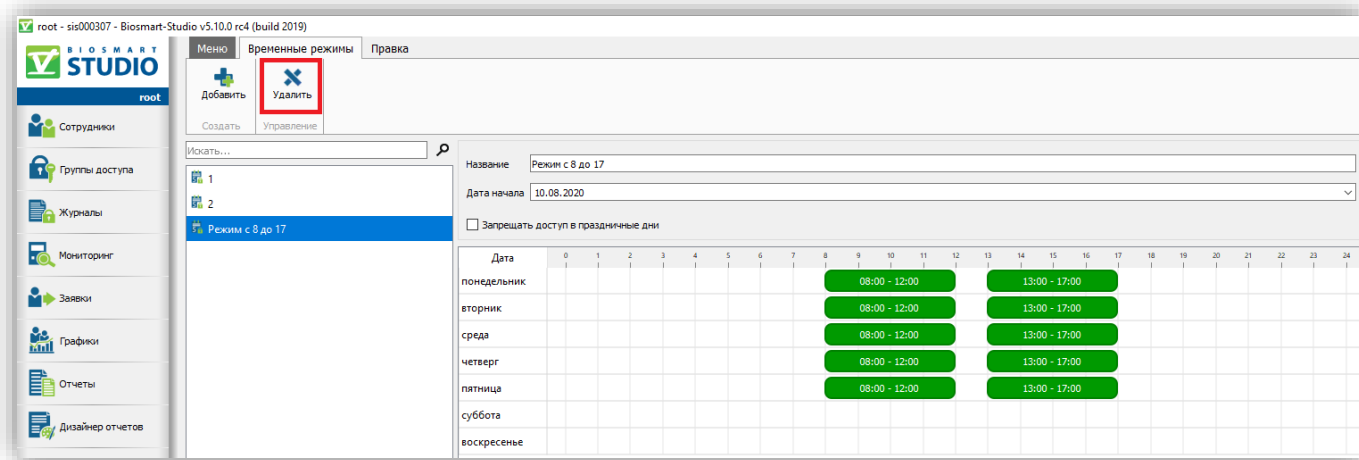 root - sis000307 - Biosmart-Studio v5.10.0 rc4 (build 2019)
BIOSMART
STUDIO
root
Сотрудники
Группы доступа
Журналы
Мониторинг
Заявки
Графики
Отчеты
Дизайнер отчетов
Меню Временные режимы Правка
Добавить Удалить
Создать Управление
Искать...
1
2
Режим с 8 до 17
Название Режим с 8 до 17
Дата начала 10.08.2020
Запрещать доступ в праздничные дни
Дата 0 1 2 3 4 5 6 7 8 9 10 11 12 13 14 15 16 17 18 19 20 21 22 23 24
понедельник 08:00 - 12:00 13:00 - 17:00
вторник 08:00 - 12:00 13:00 - 17:00
среда 08:00 - 12:00 13:00 - 17:00
четверг 08:00 - 12:00 13:00 - 17:00
пятница 08:00 - 12:00 13:00 - 17:00
суббота
воскресенье